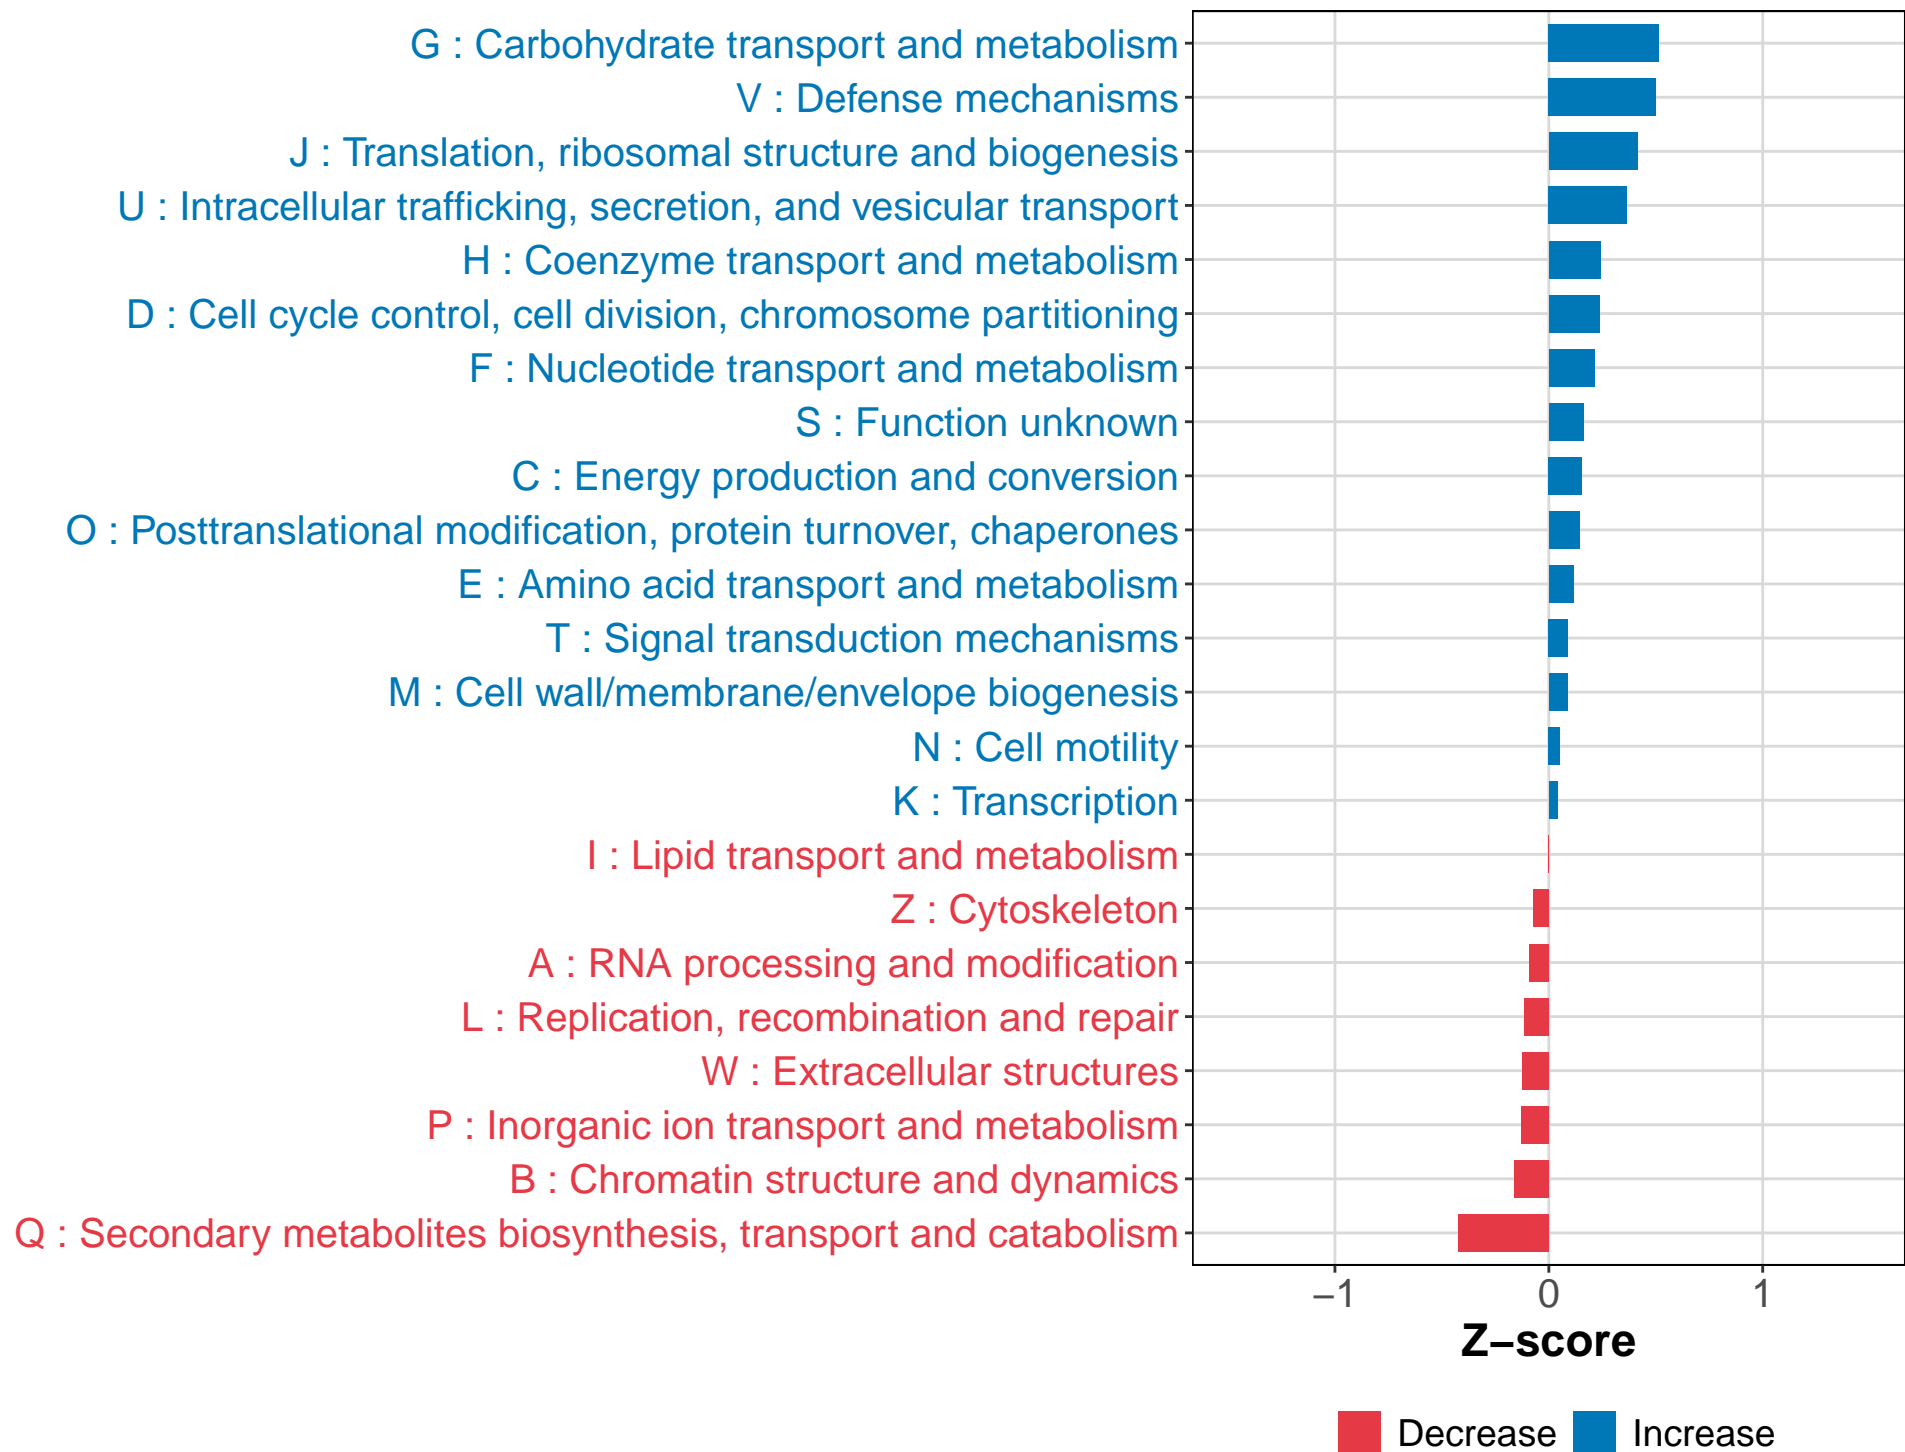 G : Carbohydrate transport and metabolism
V : Defense mechanisms
J : Translation, ribosomal structure and biogenesis
U : Intracellular trafficking, secretion, and vesicular transport
H : Coenzyme transport and metabolism
D : Cell cycle control, cell division, chromosome partitioning
F : Nucleotide transport and metabolism
S : Function unknown
C : Energy production and conversion
O : Posttranslational modification, protein turnover, chaperones
E : Amino acid transport and metabolism
T : Signal transduction mechanisms
M : Cell wall/membrane/envelope biogenesis
N : Cell motility
K : Transcription
I : Lipid transport and metabolism
Z : Cytoskeleton
A : RNA processing and modification
L : Replication, recombination and repair
W : Extracellular structures
P : Inorganic ion transport and metabolism
B : Chromatin structure and dynamics
Q : Secondary metabolites biosynthesis, transport and catabolism
−1 0 1
Z−score
Decrease Increase